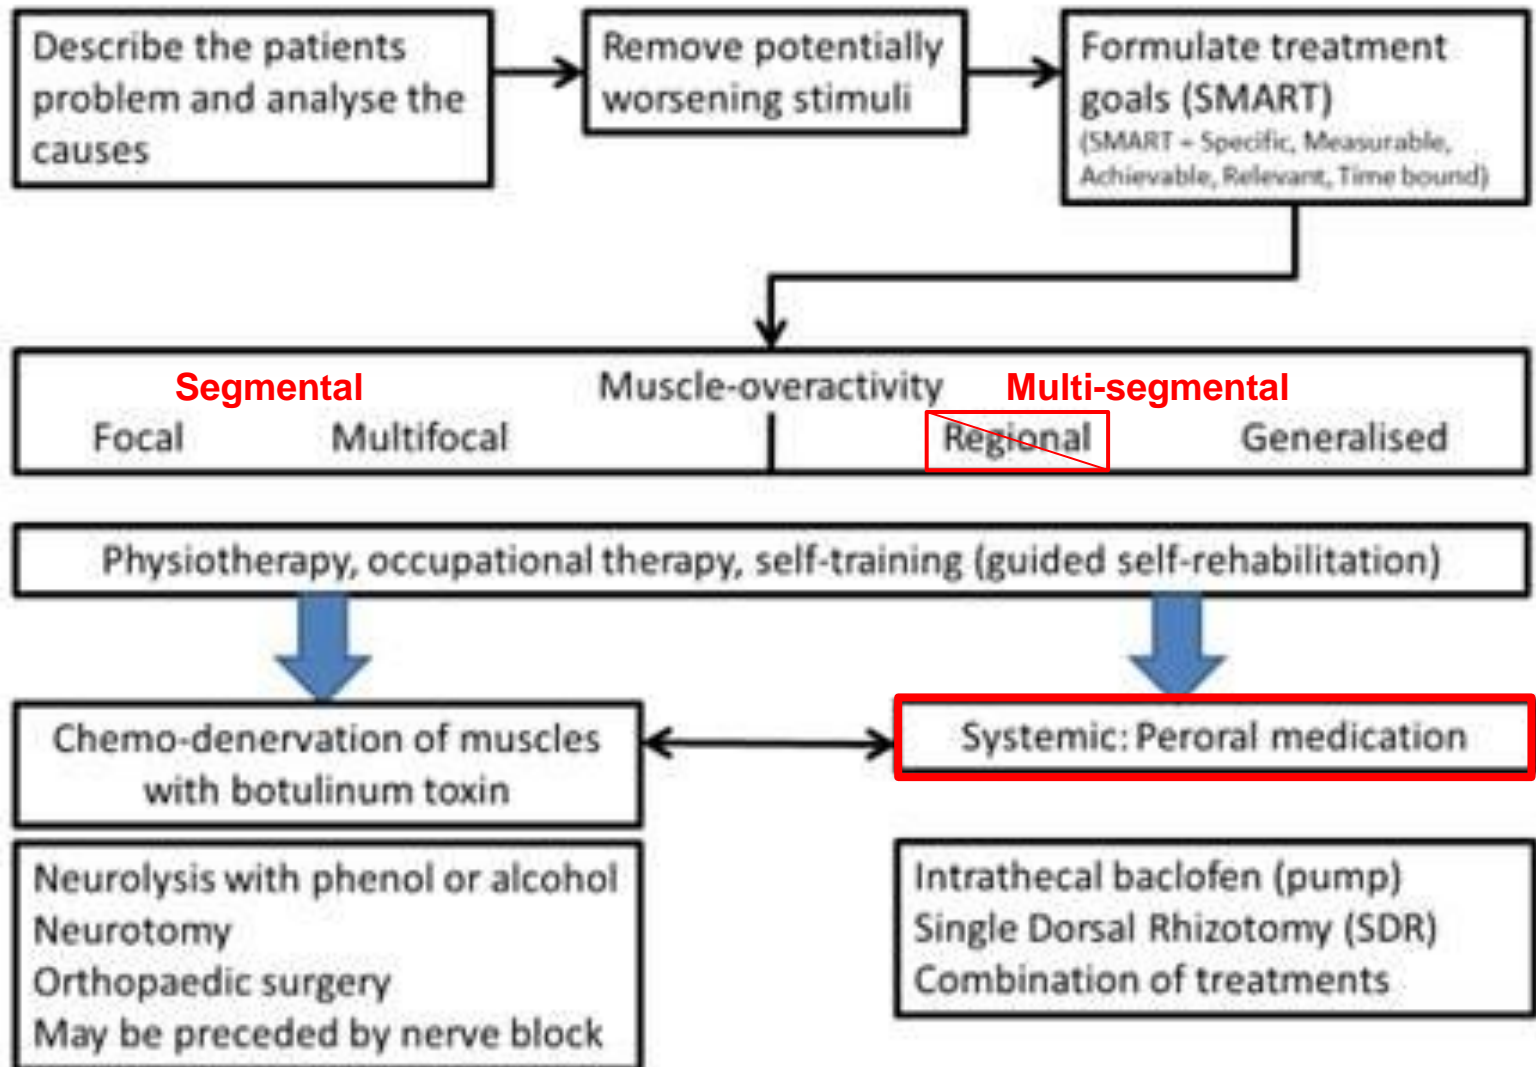 Describe the patients
problem and analyse the
causes
Remove potentially
worsening stimuli
Formulate treatment
goals (SMART)
(SMART = Specific, Measurable,
Achievable, Relevant, Time bound)
Segmental Muscle-overactivity Multi-segmental
Focal Multifocal Regional Generalised
Physiotherapy, occupational therapy, self-training (guided self-rehabilitation)
Chemo-denervation of muscles
with botulinum toxin
Systemic: Peroral medication
Neurolysis with phenol or alcohol
Neurotomy
Orthopaedic surgery
May be preceded by nerve block
Intrathecal baclofen (pump)
Single Dorsal Rhizotomy (SDR)
Combination of treatments